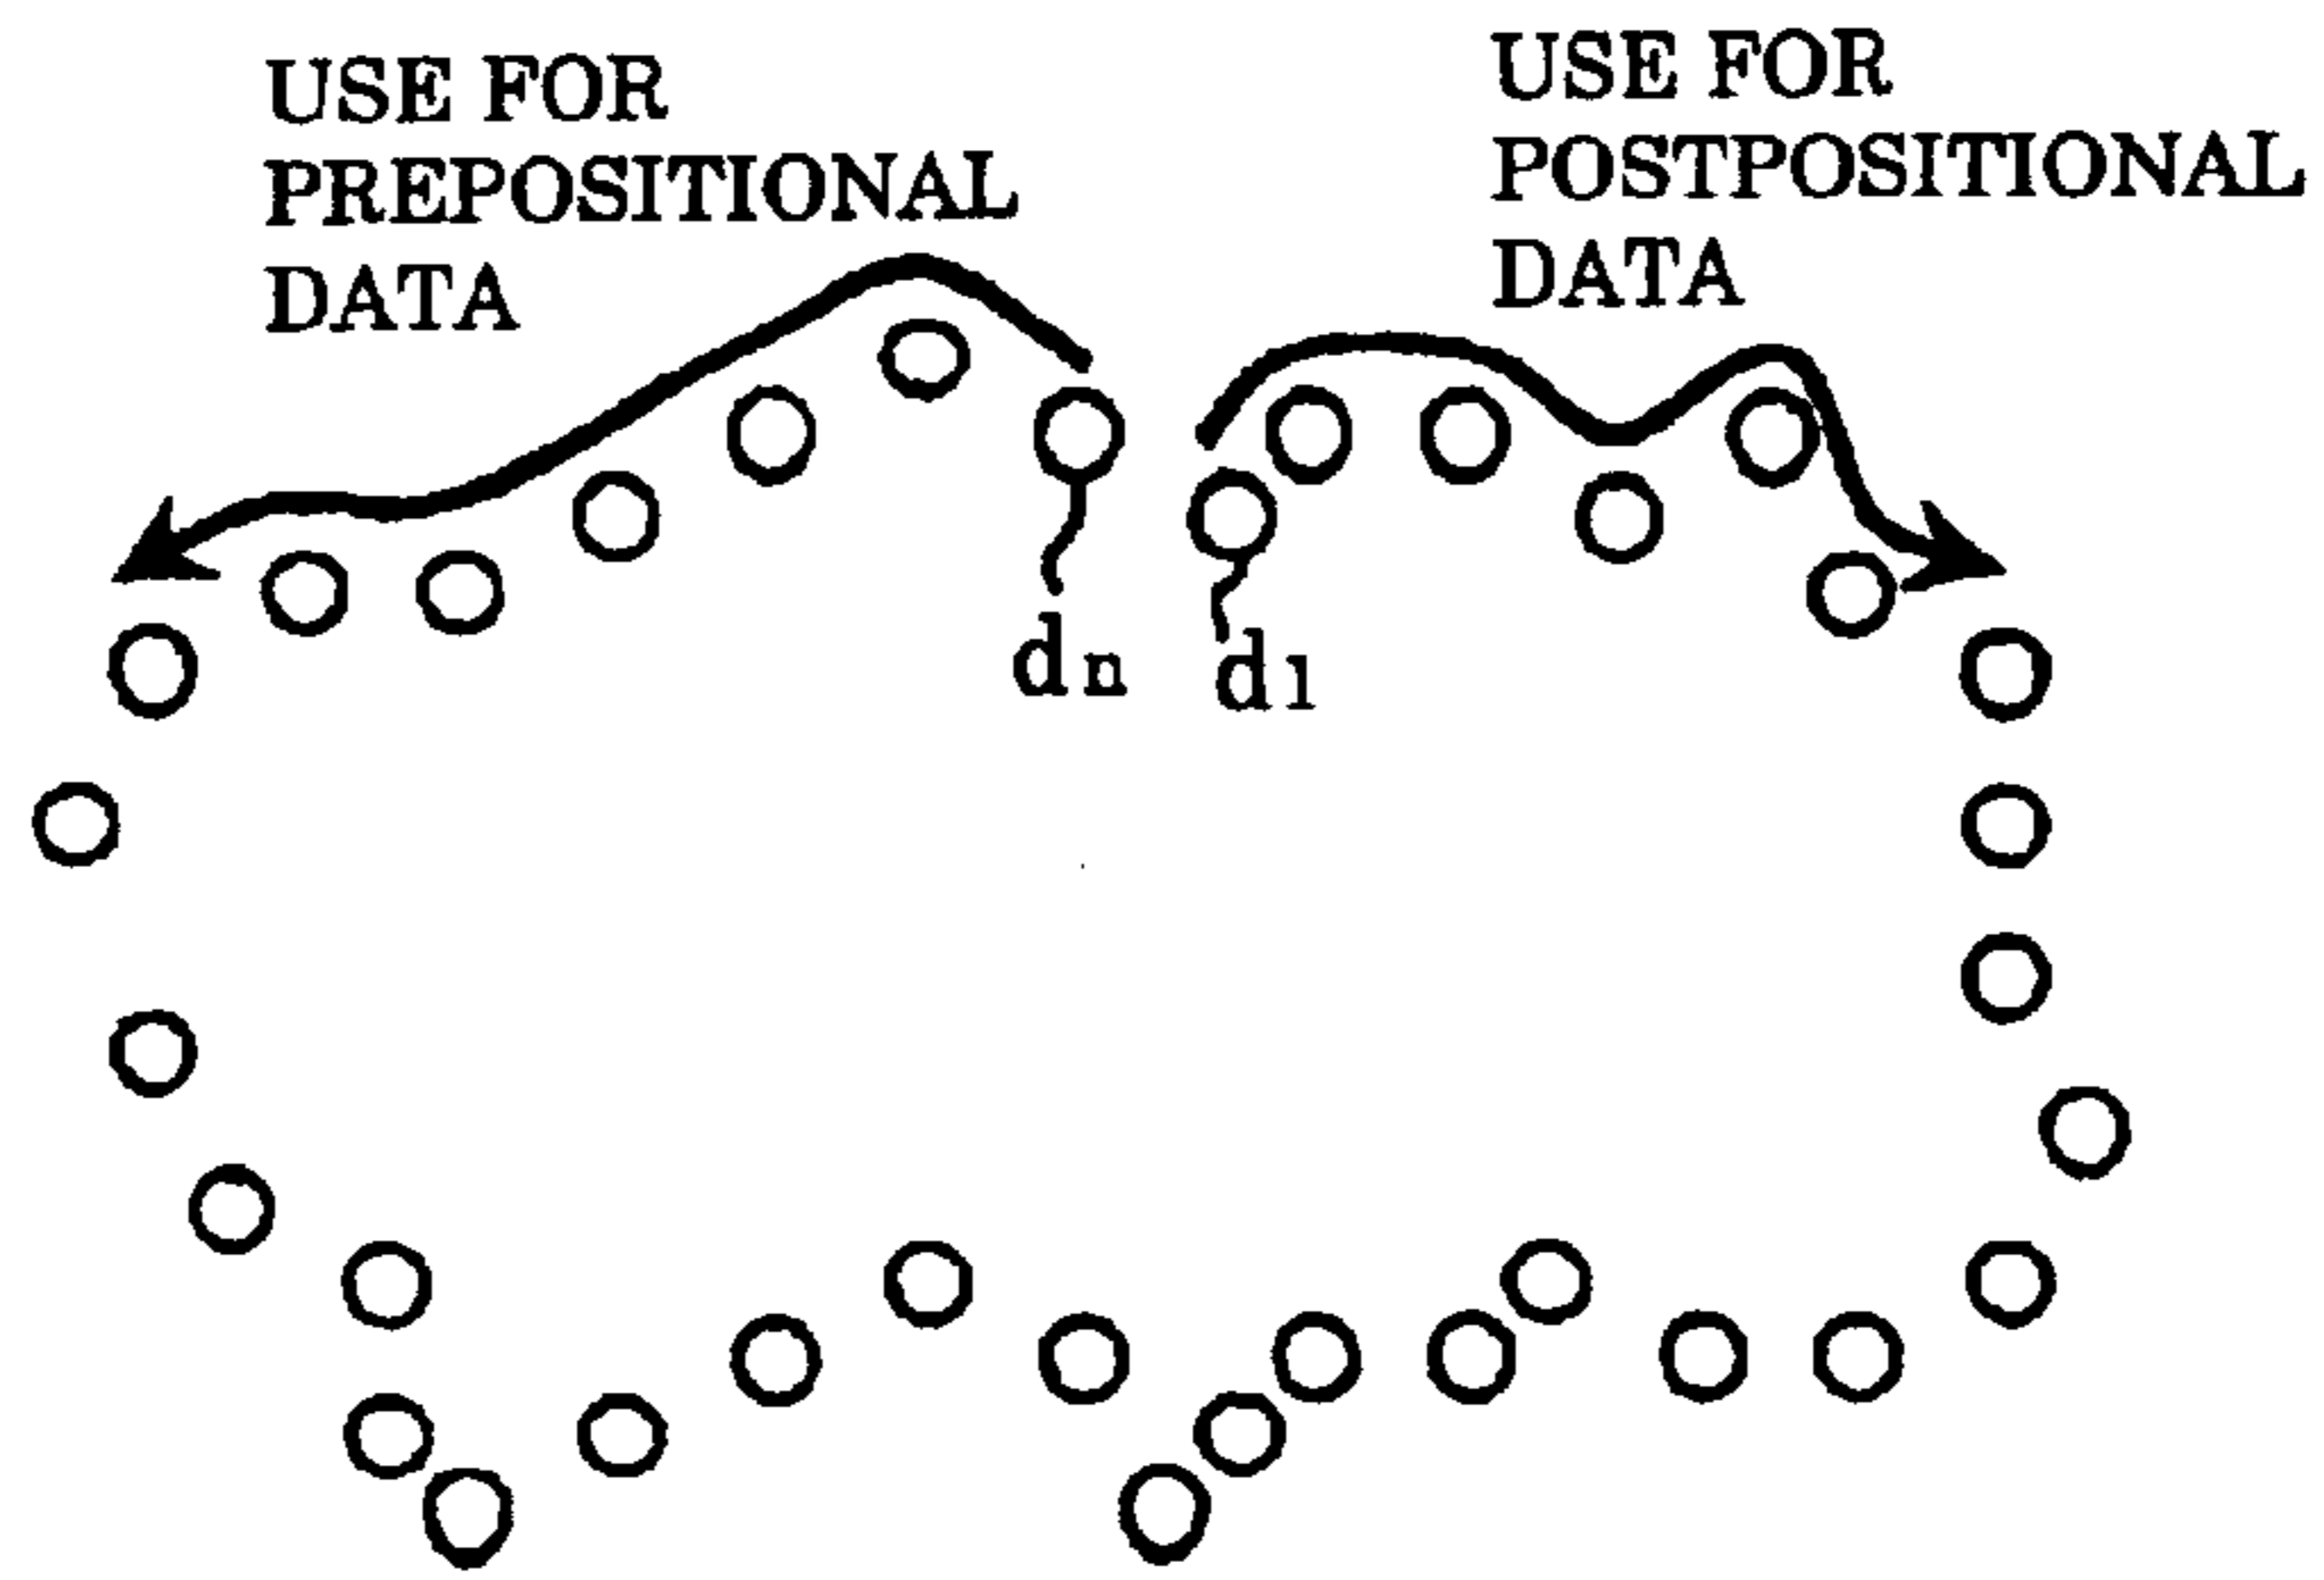 USE FOR
PREPOSITIONAL
DATA
USE FOR
POSTPOSITIONAL
DATA
dn
d1